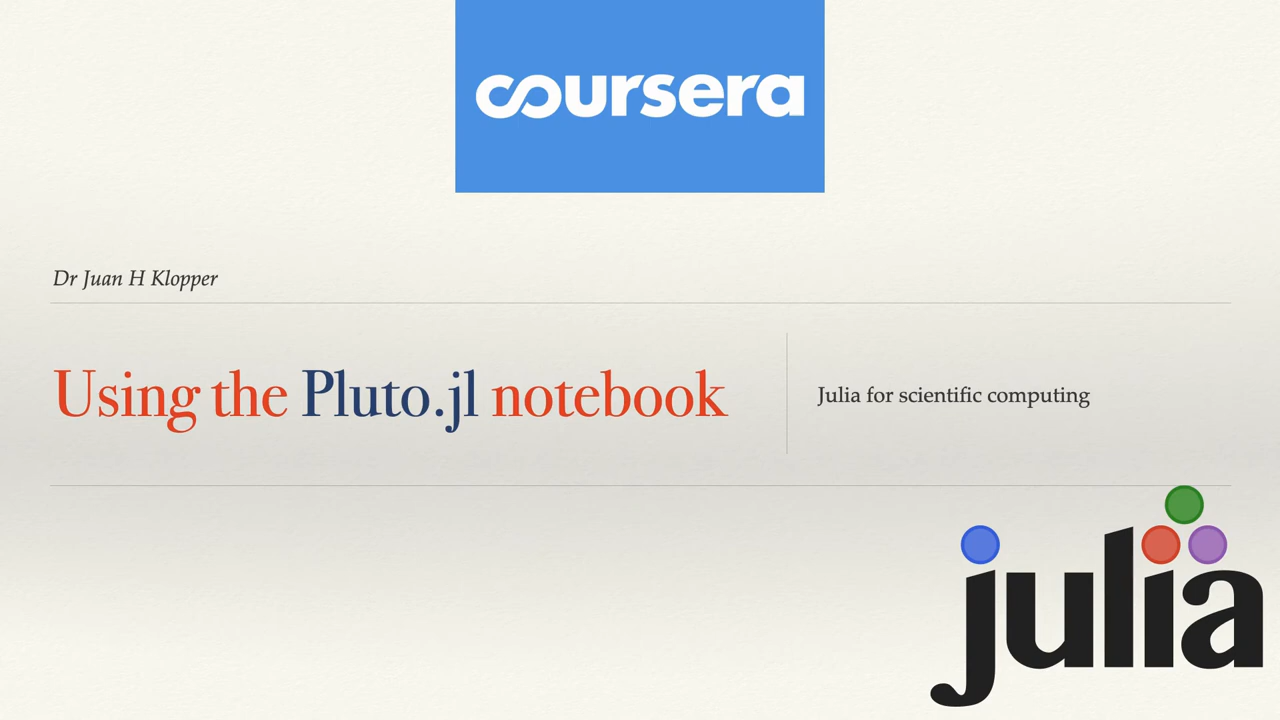 coursera
Dr Juan H Klopper
Using the Pluto.jl notebook
Julia for scientific computing
julia